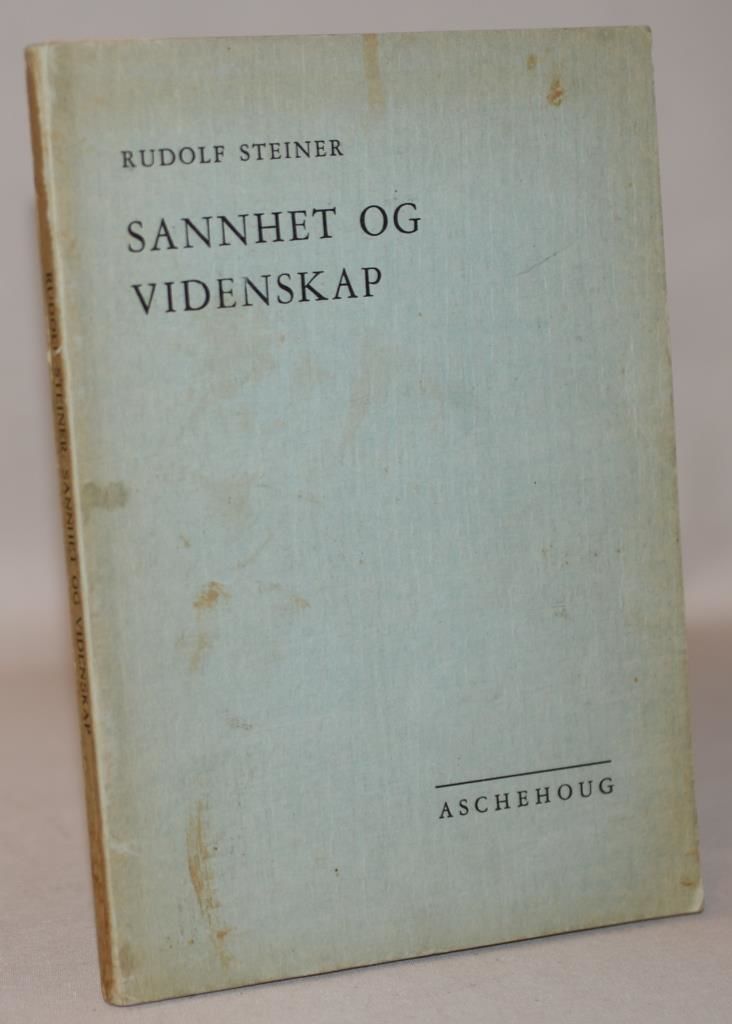 RUDOLF STEINER
SANNHET OG
VIDENSKAP
ASCHEHOUG
RUDOLF STEINER SANNHET OG VIDENSKAP